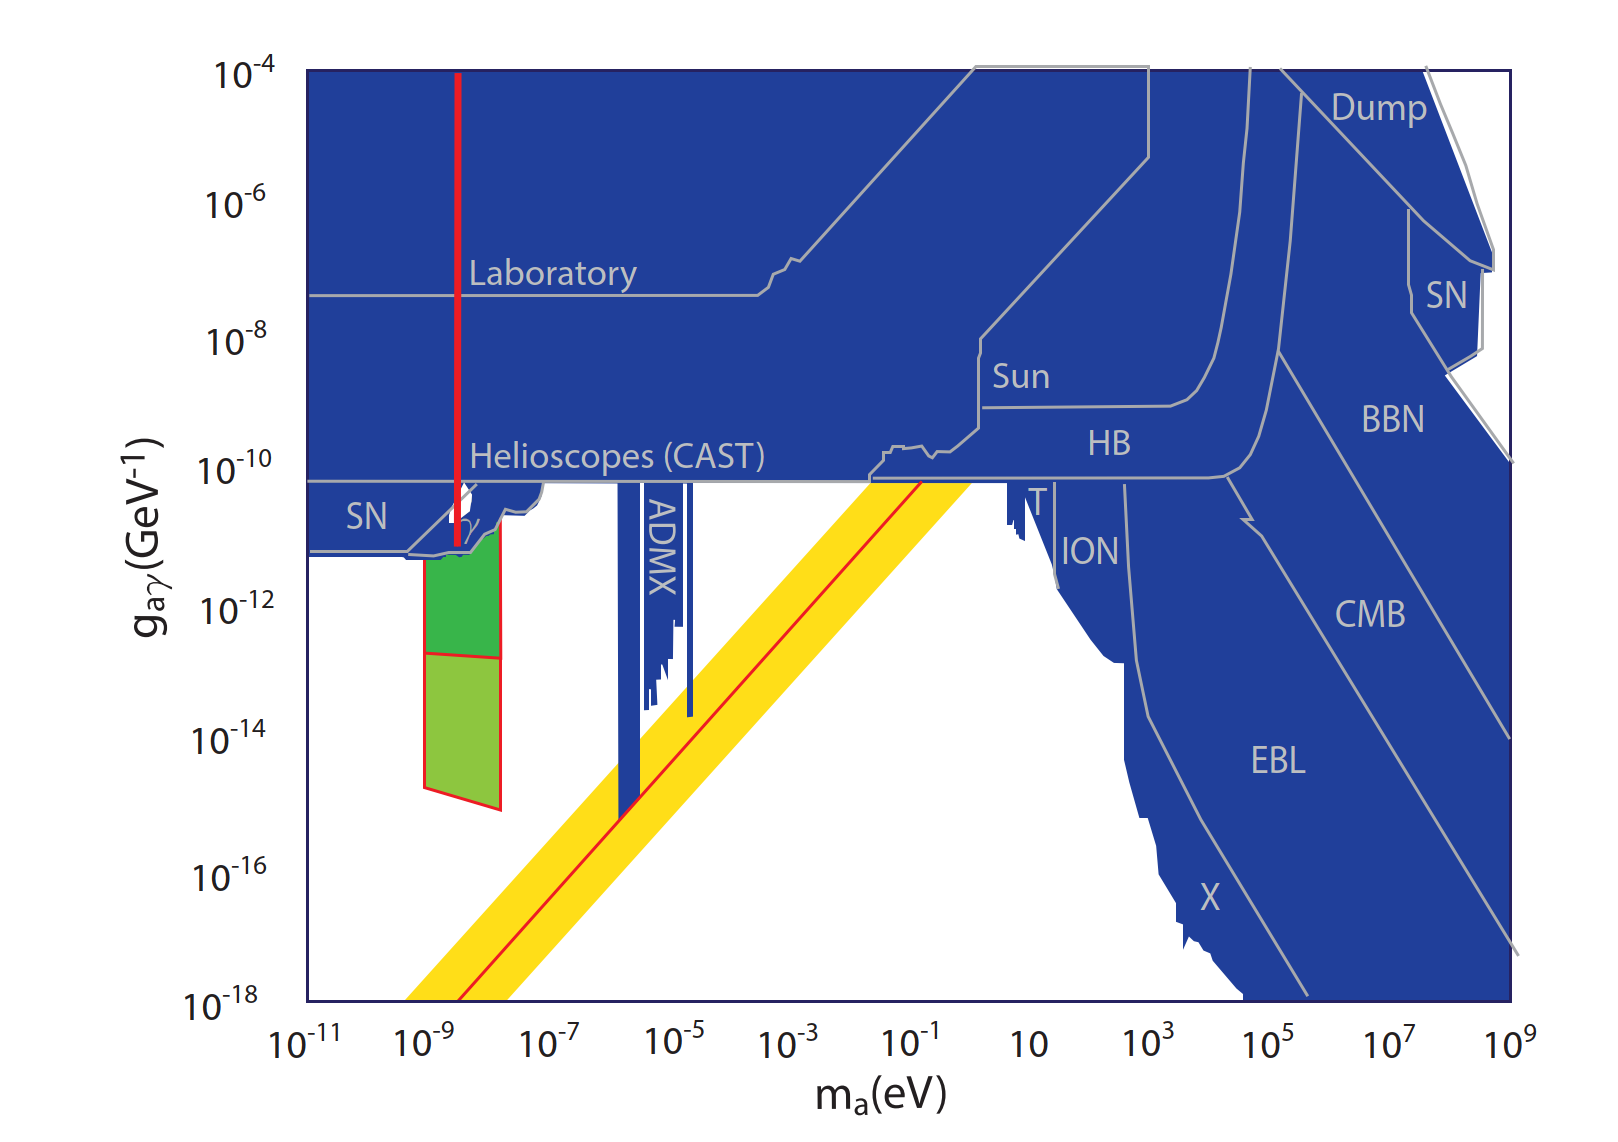 10⁻⁴
10⁻⁶
10⁻⁸
10⁻¹⁰
10⁻¹²
10⁻¹⁴
10⁻¹⁶
10⁻¹⁸
g_aγ(GeV⁻¹)
Dump
Laboratory
SN
Sun
BBN
HB
Helioscopes (CAST)
SN
γ
ADMX
T
ION
CMB
EBL
X
10⁻¹¹ 10⁻⁹ 10⁻⁷ 10⁻⁵ 10⁻³ 10⁻¹ 10 10³ 10⁵ 10⁷ 10⁹
mₐ(eV)